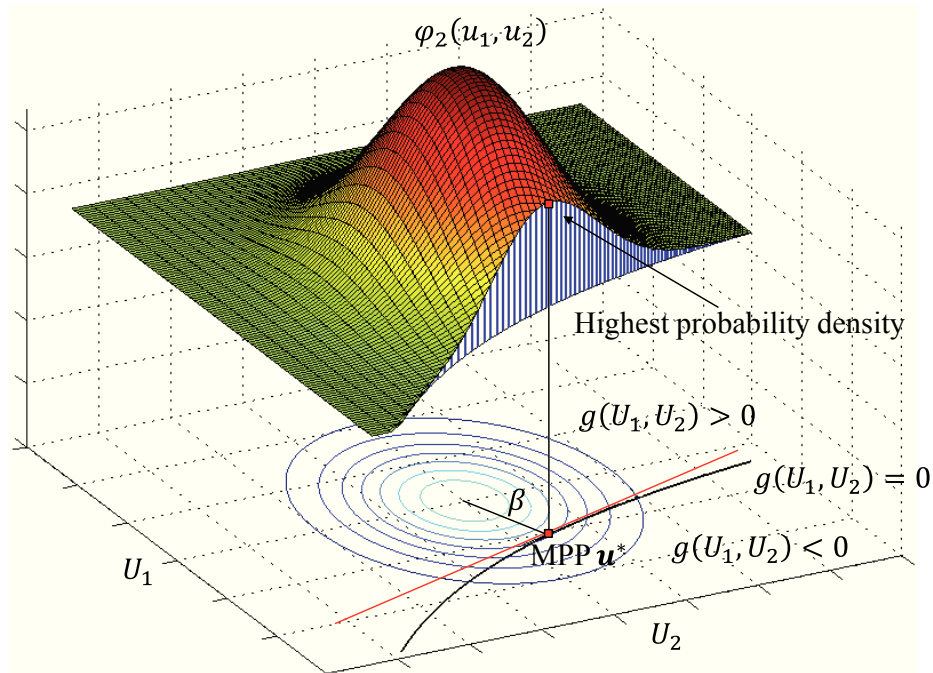 φ₂(u₁, u₂)
Highest probability density
g(U₁, U₂) > 0
g(U₁, U₂) = 0
β
MPP u*
g(U₁, U₂) < 0
U₁
U₂